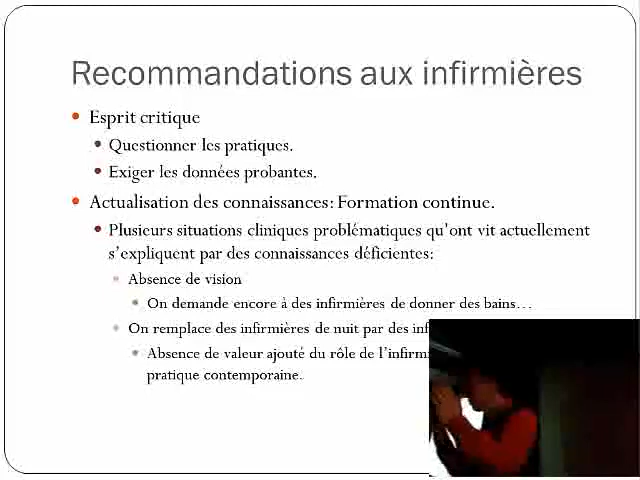 Recommandations aux infirmières
Esprit critique
Questionner les pratiques.
Exiger les données probantes.
Actualisation des connaissances: Formation continue.
Plusieurs situations cliniques problématiques qu'ont vit actuellement
s'expliquent par des connaissances déficientes:
Absence de vision
On demande encore à des infirmières de donner des bains…
On remplace des infirmières de nuit par des
Absence de valeur ajouté du rôle de
pratique contemporaine.